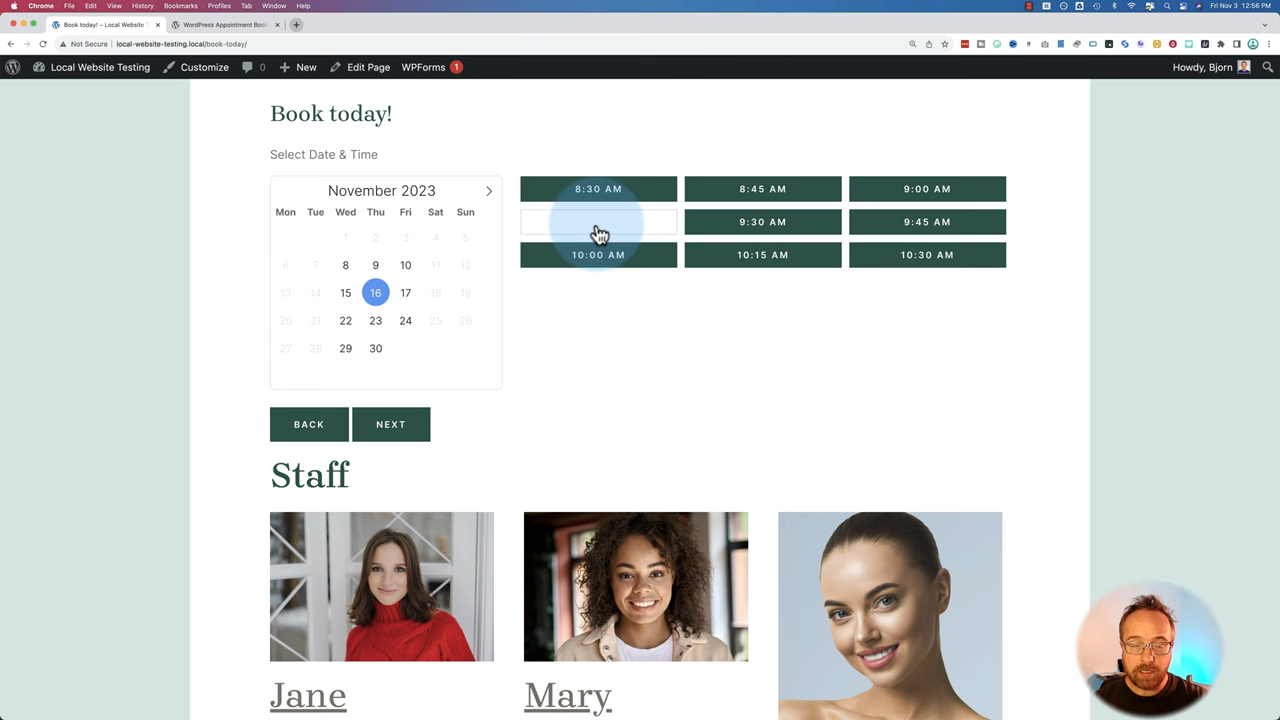 Chrome File Edit View History Bookmarks Profiles Tab Window Help
Fri Nov 3 12:56 PM
Book today! – Local Website T
WordPress Appointment Book
Not Secure | local-website-testing.local/book-today/
Local Website Testing Customize 0 New Edit Page WPForms 1
Howdy, Bjorn
Book today!
Select Date & Time
November 2023
Mon Tue Wed Thu Fri Sat Sun
1 2 3 4 5
6 7 8 9 10 11 12
13 14 15 16 17 18 19
20 21 22 23 24 25 26
27 28 29 30
8:30 AM 8:45 AM 9:00 AM
9:30 AM 9:45 AM
10:00 AM 10:15 AM 10:30 AM
BACK NEXT
Staff
Jane
Mary